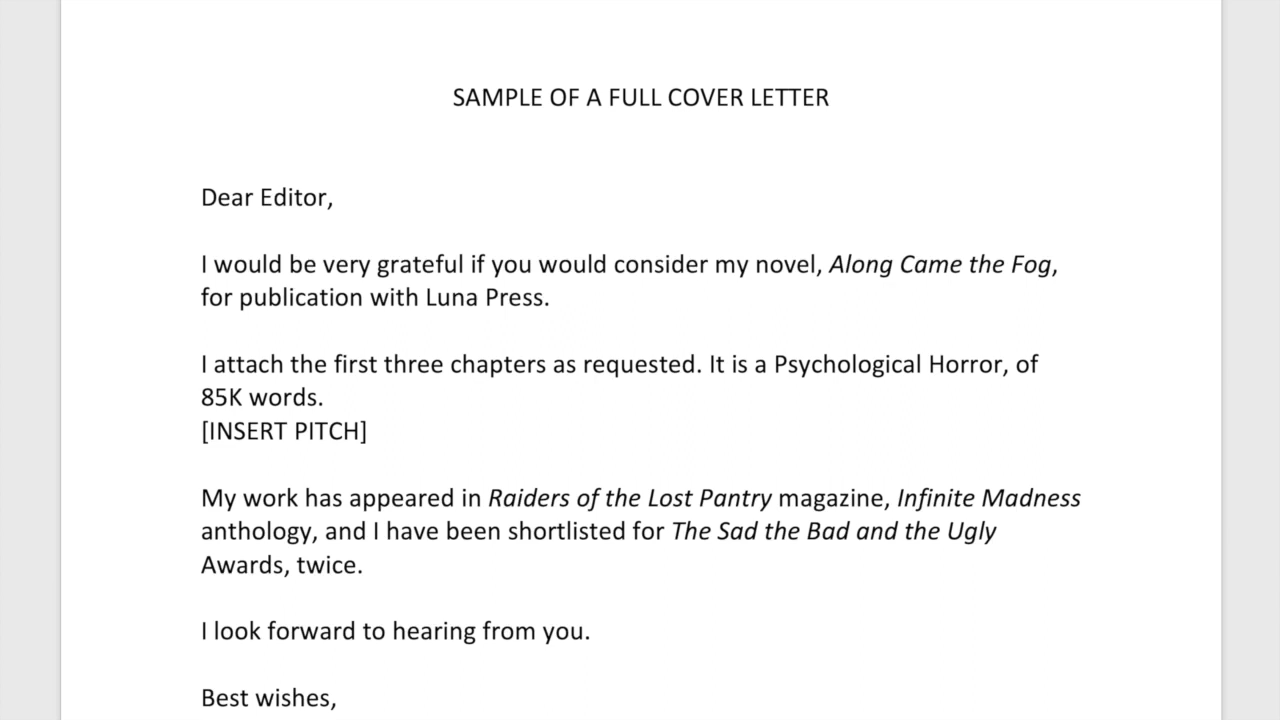 SAMPLE OF A FULL COVER LETTER
Dear Editor,
I would be very grateful if you would consider my novel, Along Came the Fog,
for publication with Luna Press.
I attach the first three chapters as requested. It is a Psychological Horror, of
85K words.
[INSERT PITCH]
My work has appeared in Raiders of the Lost Pantry magazine, Infinite Madness
anthology, and I have been shortlisted for The Sad the Bad and the Ugly
Awards, twice.
I look forward to hearing from you.
Best wishes,